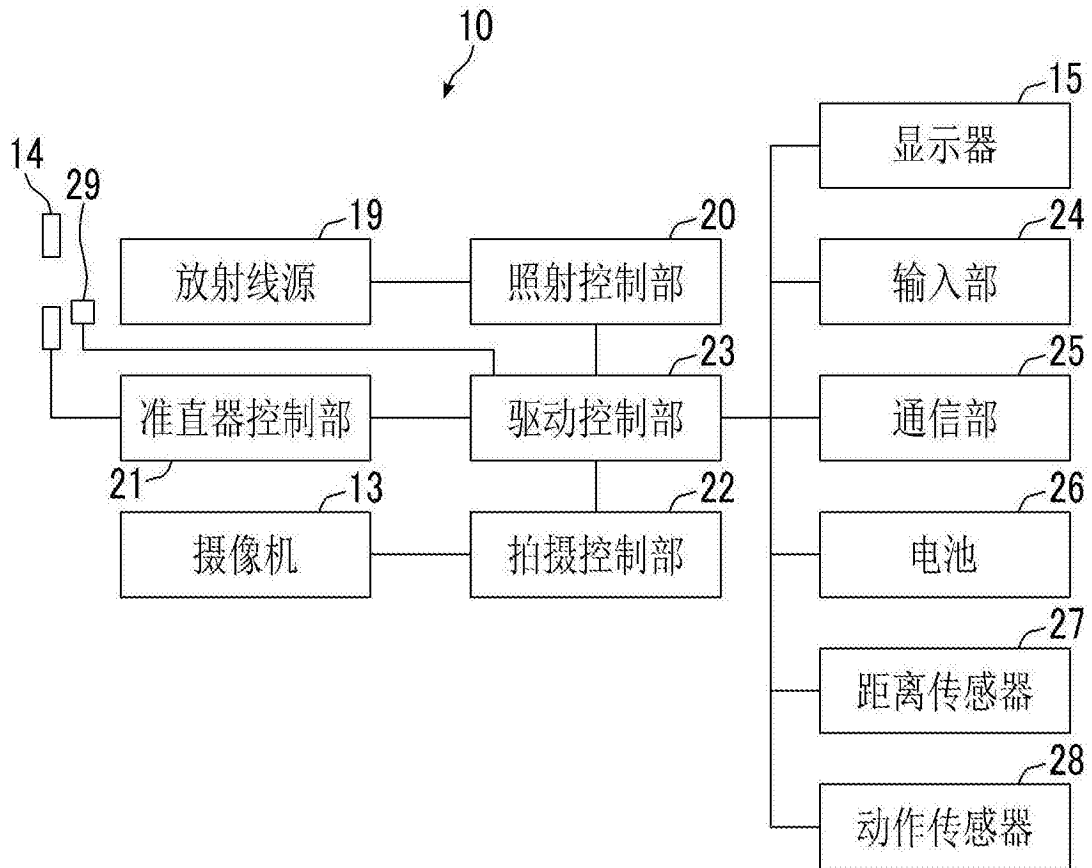 10
15
显示器
14
29
19
放射线源
20
照射控制部
24
输入部
21
准直器控制部
23
驱动控制部
25
通信部
13
摄像机
22
拍摄控制部
26
电池
27
距离传感器
28
动作传感器